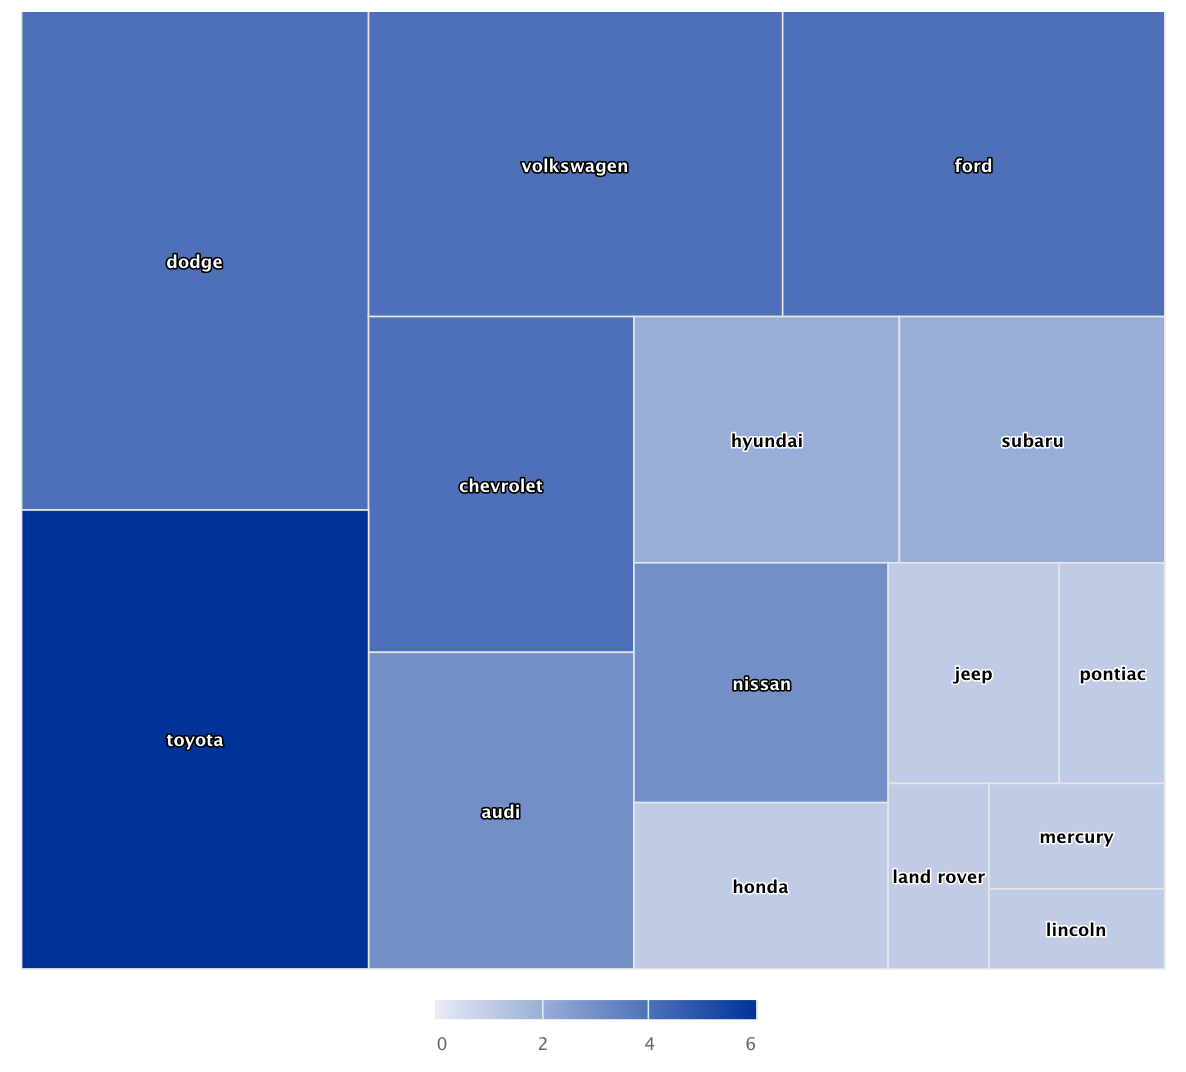 volkswagen
ford
dodge
hyundai
subaru
chevrolet
jeep
pontiac
nissan
toyota
audi
mercury
land rover
honda
lincoln
0 2 4 6